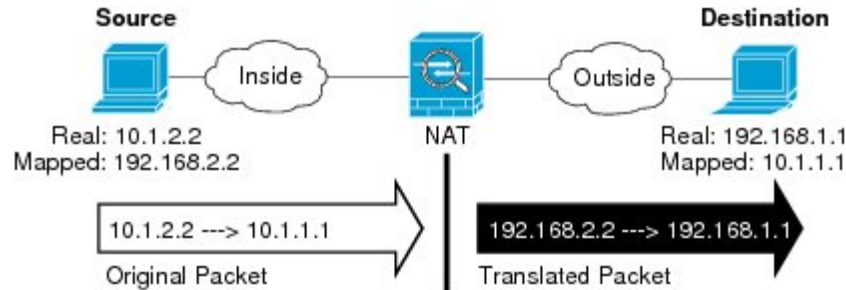 Source
Destination
Inside
NAT
Outside
Real: 10.1.2.2
Mapped: 192.168.2.2
Real: 192.168.1.1
Mapped: 10.1.1.1
10.1.2.2 ---> 10.1.1.1
192.168.2.2 ---> 192.168.1.1
Original Packet
Translated Packet